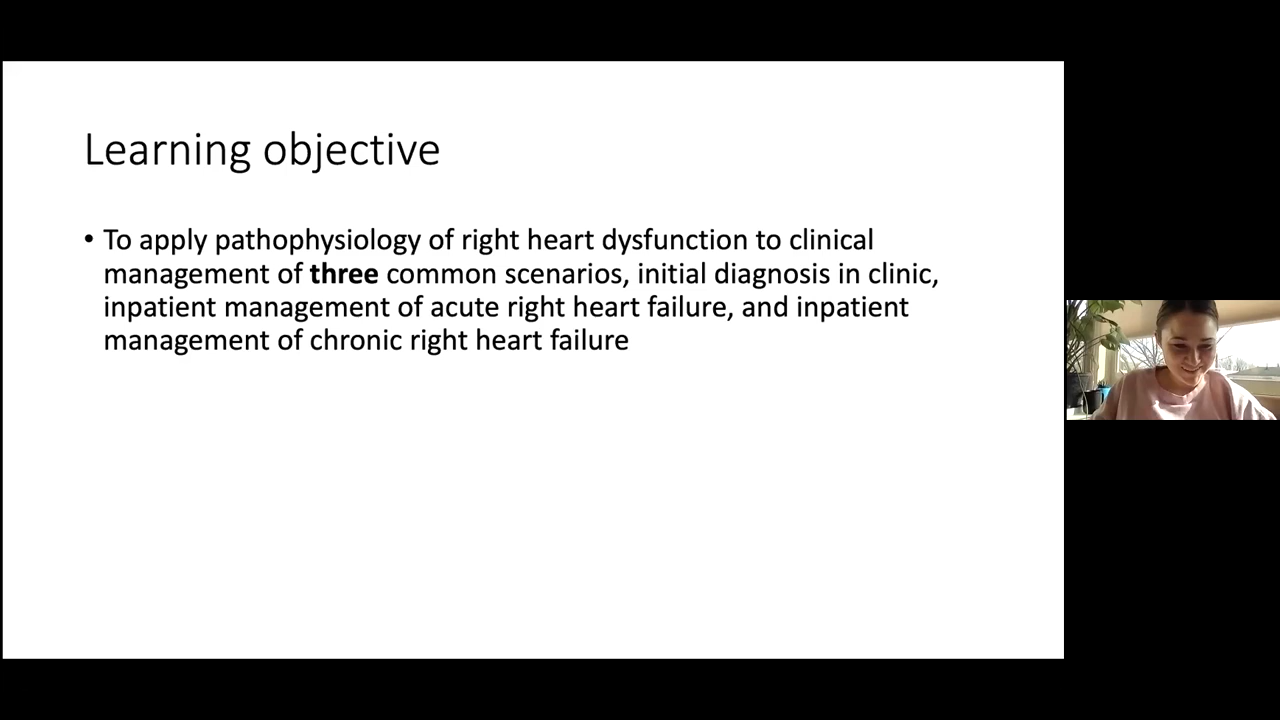 Learning objective
• To apply pathophysiology of right heart dysfunction to clinical
management of three common scenarios, initial diagnosis in clinic,
inpatient management of acute right heart failure, and inpatient
management of chronic right heart failure